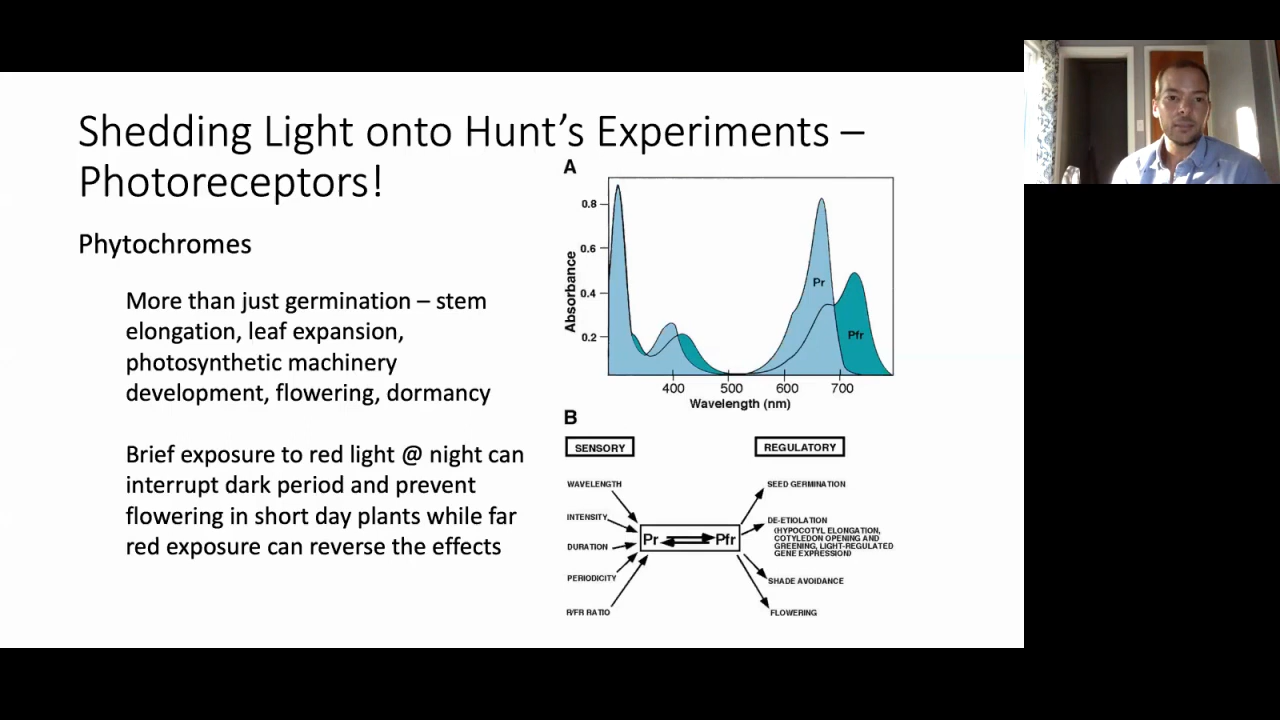 Shedding Light onto Hunt's Experiments –
Photoreceptors!
Phytochromes
More than just germination – stem
elongation, leaf expansion,
photosynthetic machinery
development, flowering, dormancy
Brief exposure to red light @ night can
interrupt dark period and prevent
flowering in short day plants while far
red exposure can reverse the effects
A
0.8
0.6
0.4
0.2
Absorbance
Pr
Pfr
400 500 600 700
Wavelength (nm)
B
SENSORY
REGULATORY
WAVELENGTH
INTENSITY
DURATION
PERIODICITY
R/FR RATIO
Pr Pfr
SEED GERMINATION
DE-ETIOLATION
(HYPOCOTYL ELONGATION,
COTYLEDON OPENING AND
GREENING, LIGHT-REGULATED
GENE EXPRESSION)
SHADE AVOIDANCE
FLOWERING